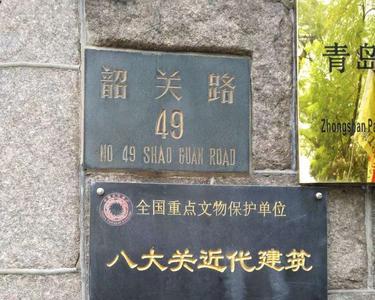 韶关路
49
NO 49 SHAO GUAN ROAD
青岛
Zhongshan Pa
全国重点文物保护单位
八大关近代建筑